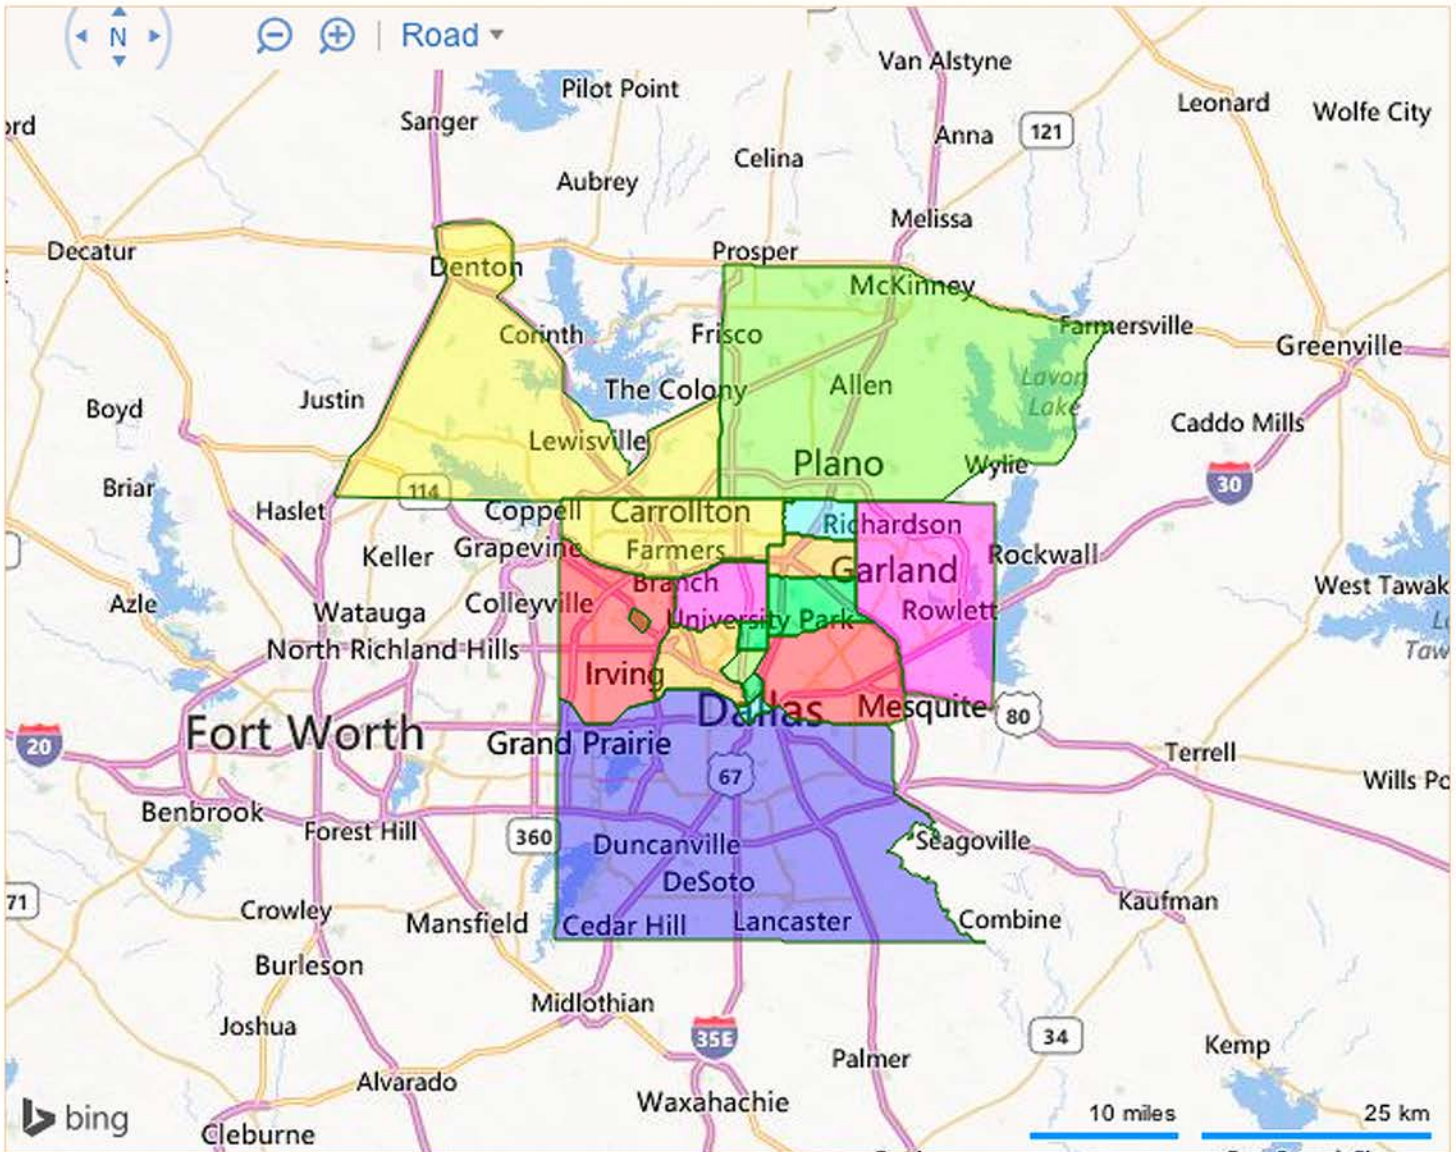 N
Road
Van Alstyne
Pilot Point
Leonard
Wolfe City
Sanger
ord
Anna
121
Celina
Aubrey
Melissa
Decatur
Prosper
Denton
McKinney
Corinth
Frisco
Farmersville
Greenville
Allen
Lavon
Lake
The Colony
Justin
Boyd
Caddo Mills
Lewisville
Plano
Wylie
Briar
114
30
Haslet
Coppell
Carrollton
Richardson
Keller
Grapevine
Farmers
Branch
Garland
Rockwall
West Tawak
Azle
Watauga
Colleyville
University Park
Rowlett
L
Taw
North Richland Hills
Irving
Dallas
Mesquite
80
Fort Worth
20
Grand Prairie
67
Terrell
Wills Po
Benbrook
Forest Hill
360
Duncanville
Seagoville
DeSoto
71
Crowley
Mansfield
Cedar Hill
Lancaster
Combine
Kaufman
Burleson
Midlothian
Joshua
35E
34
Palmer
Kemp
Alvarado
Waxahachie
bing
10 miles
25 km
Cleburne